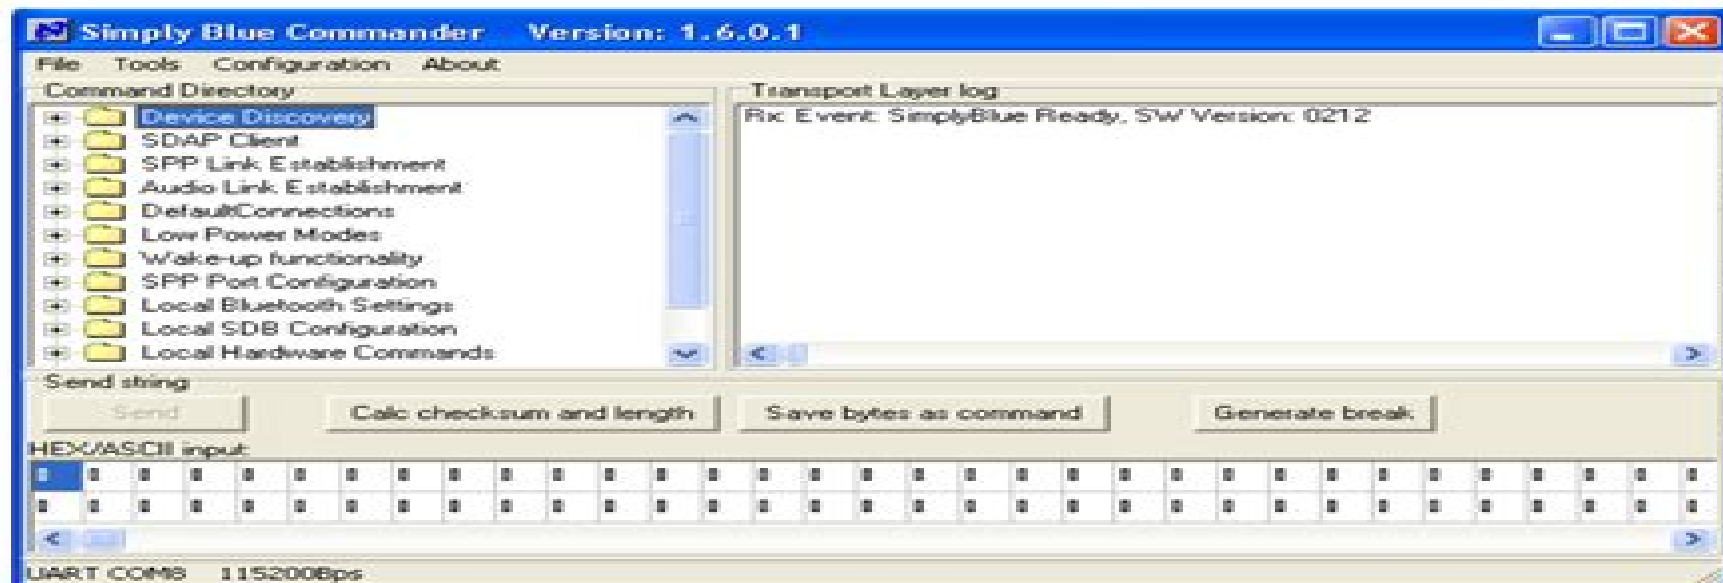 Simply Blue Commander Version: 1.6.0.1
File Tools Configuration About
Command Directory
Device Discovery
SDAP Client
SPP Link Establishment
Audio Link Establishment
DefaultConnections
Low Power Modes
Wake-up functionality
SPP Port Configuration
Local Bluetooth Settings
Local SDB Configuration
Local Hardware Commands
Transport Layer log
Rx: Event: SimplyBlue Ready, SW Version: 0212
Send string
Send Calc checksum and length Save bytes as command Generate break
HEX/ASCII input:
UART COM8 115200Bps